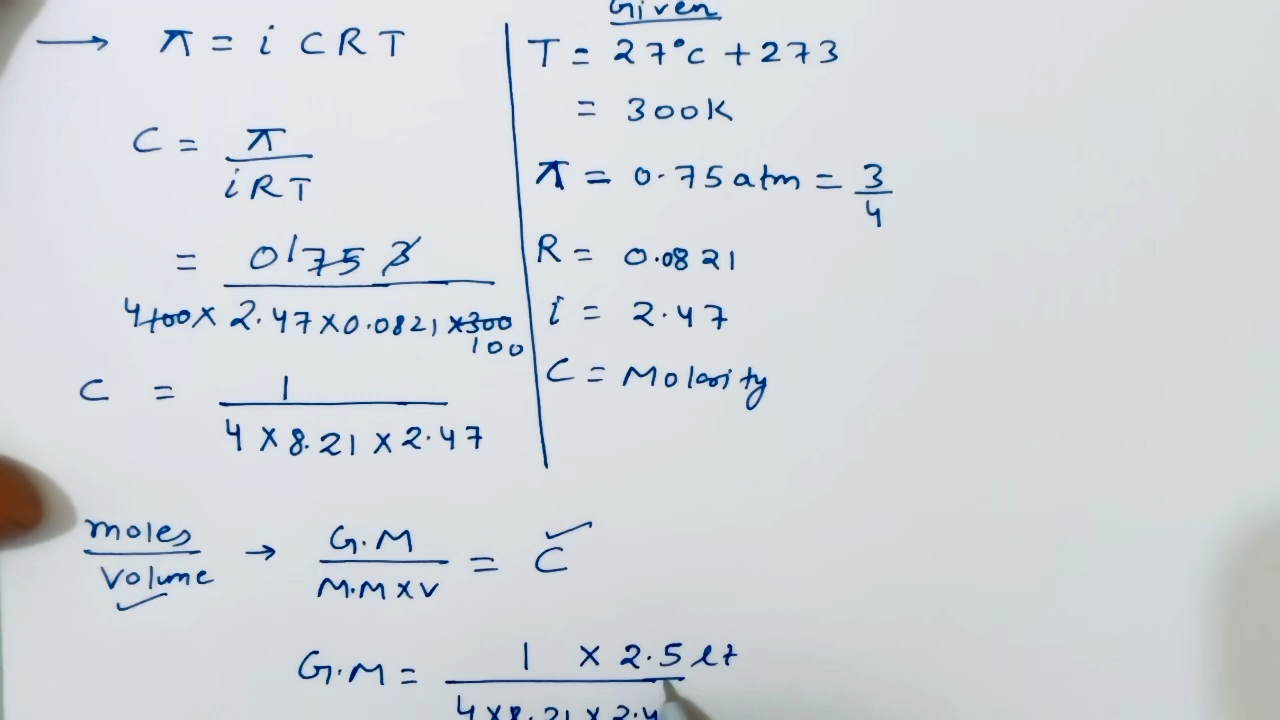 → π = i C R T
C = π / iRT
= 0/75 3 / 4 100 × 2.47 × 0.0821 × 300 100
C = 1 / 4 × 8.21 × 2.47
moles / volume → G.M / M.M × V = C ✓
G.M = 1 × 2.5 lt / 4 × 8.21 × 2.4
Given
T = 27°c + 273
= 300K
π = 0.75 atm = 3/4
R = 0.0821
i = 2.47
C = Molarity